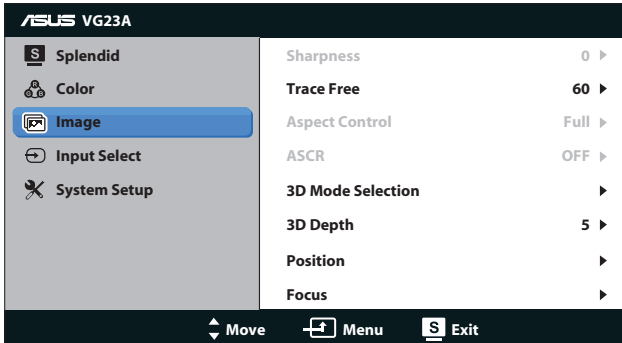 ASUS VG23A
S Splendid
R G B Color
Image
Input Select
System Setup
Sharpness 0
Trace Free 60
Aspect Control Full
ASCR OFF
3D Mode Selection
3D Depth 5
Position
Focus
Move Menu S Exit